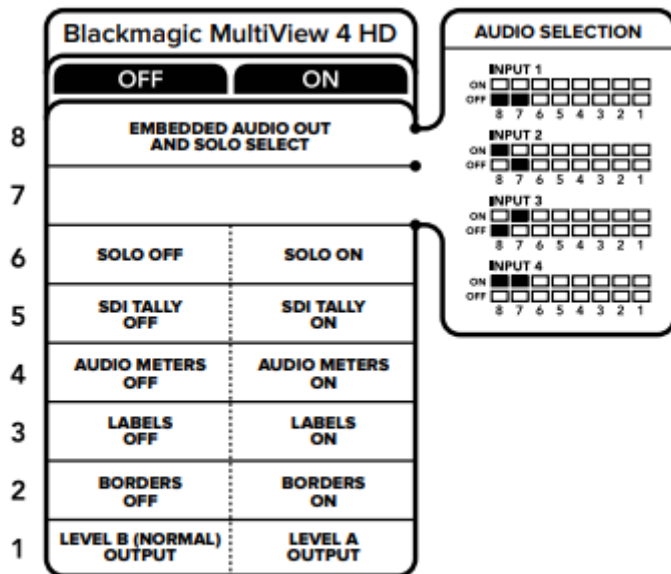 Blackmagic MultiView 4 HD
OFF ON
8 EMBEDDED AUDIO OUT
AND SOLO SELECT
7
6 SOLO OFF SOLO ON
5 SDI TALLY
OFF SDI TALLY
ON
4 AUDIO METERS
OFF AUDIO METERS
ON
3 LABELS
OFF LABELS
ON
2 BORDERS
OFF BORDERS
ON
1 LEVEL B (NORMAL)
OUTPUT LEVEL A
OUTPUT
AUDIO SELECTION
INPUT 1
ON
OFF
8 7 6 5 4 3 2 1
INPUT 2
ON
OFF
8 7 6 5 4 3 2 1
INPUT 3
ON
OFF
8 7 6 5 4 3 2 1
INPUT 4
ON
OFF
8 7 6 5 4 3 2 1